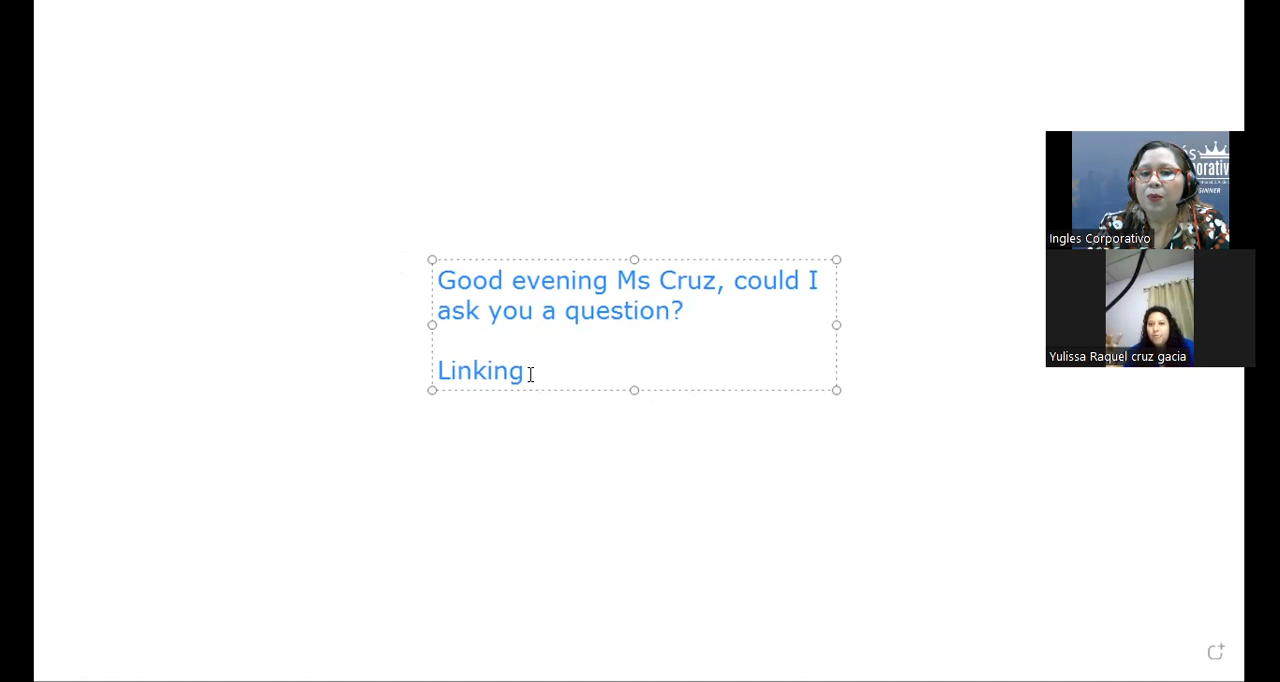 Good evening Ms Cruz, could I
ask you a question?
Linking
Ingles Corporativo
Yulissa Raquel cruz gacia